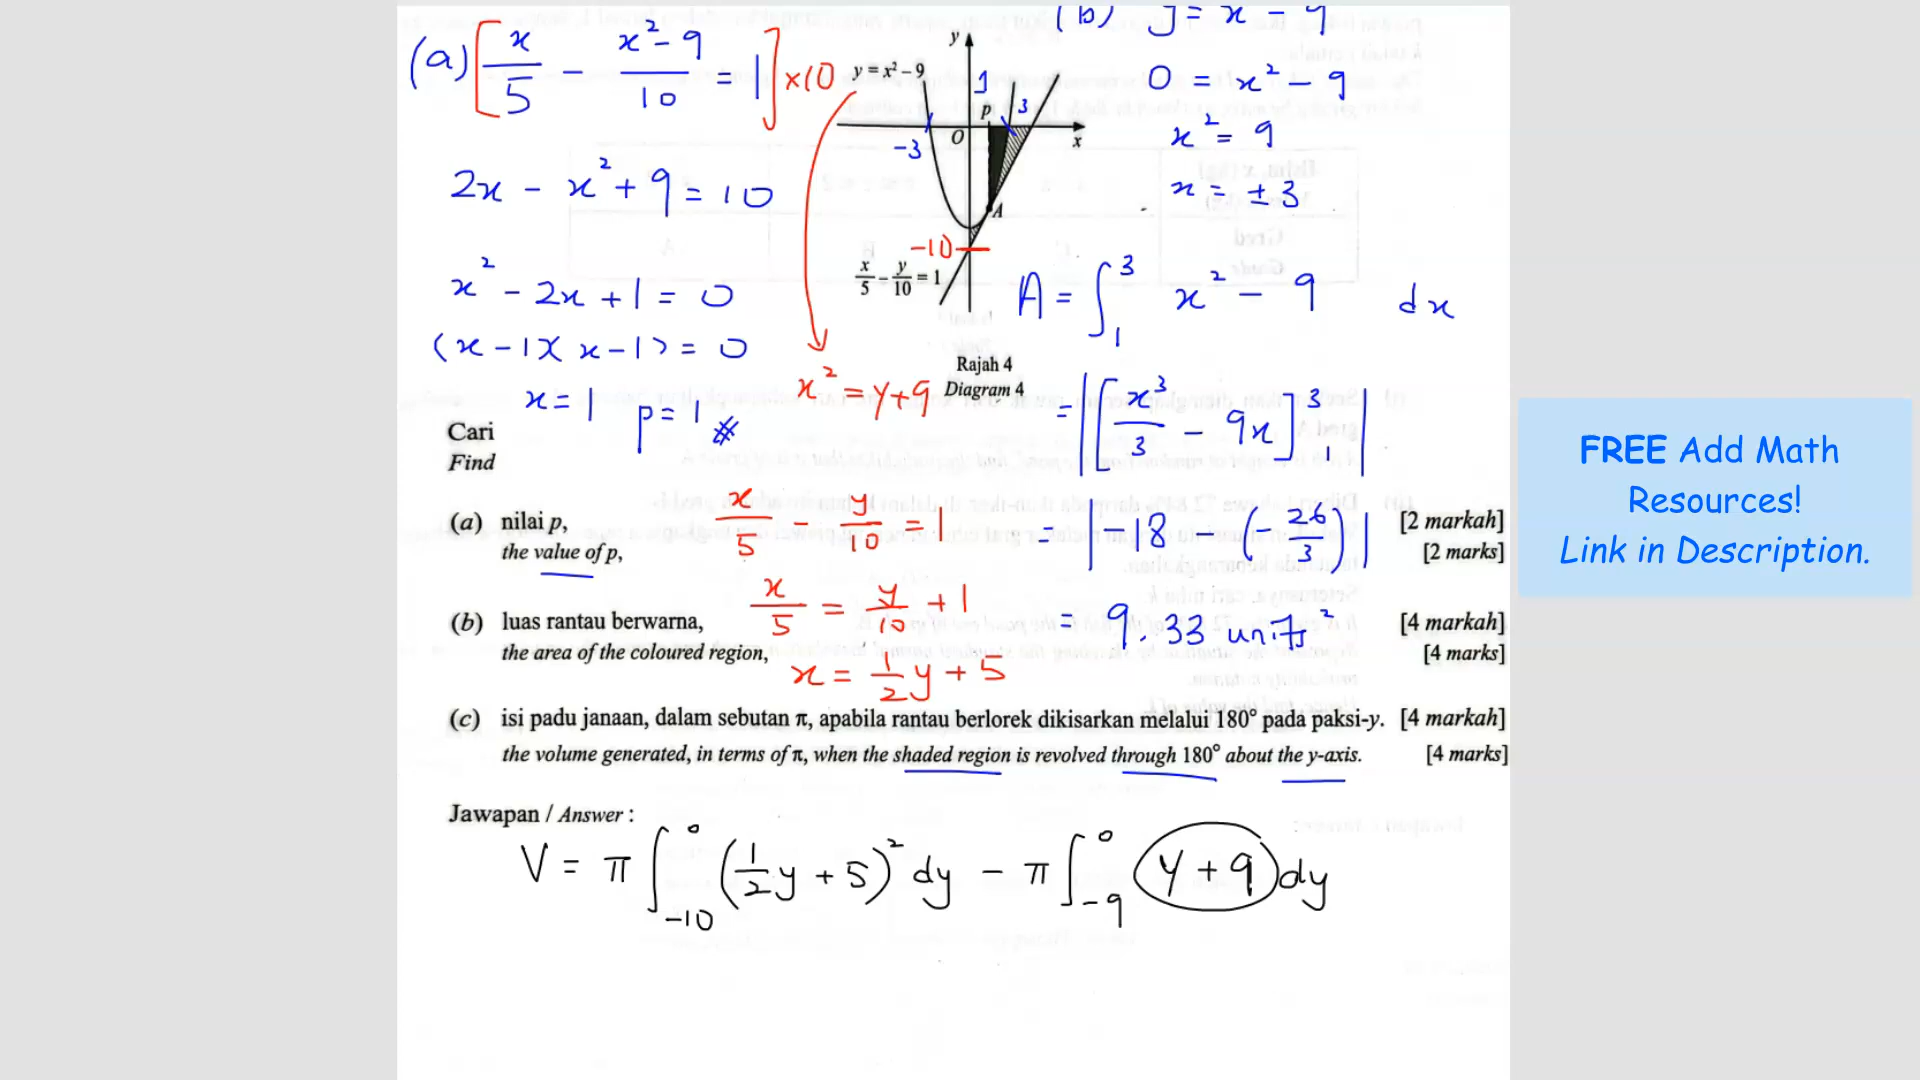 (a) [x/5 − (x² − 9)/10 = 1] ×10
2x − x² + 9 = 10
x² − 2x + 1 = 0
(x − 1)(x − 1) = 0
x = 1 p = 1 #
y
y = x² − 9
1
P
3
−3
O
x
A
−10
x/5 − y/10 = 1
x² = y + 9
Rajah 4
Diagram 4
(b) y = x² − 9
0 = x² − 9
x² = 9
x = ± 3
A = ∫₁³ x² − 9 dx
= |[x³/3 − 9x]₁³|
= |−18 − (−26/3)|
= 9.33 units²
Cari
Find
(a) nilai p, [2 markah]
the value of p, [2 marks]
x/5 − y/10 = 1
x/5 = y/10 + 1
x = 1/2 y + 5
(b) luas rantau berwarna, [4 markah]
the area of the coloured region, [4 marks]
(c) isi padu janaan, dalam sebutan π, apabila rantau berlorek dikisarkan melalui 180° pada paksi-y. [4 markah]
the volume generated, in terms of π, when the shaded region is revolved through 180° about the y-axis. [4 marks]
Jawapan / Answer :
V = π ∫₋₁₀⁰ (1/2 y + 5)² dy − π ∫₋₉⁰ (y + 9) dy
FREE Add Math
Resources!
Link in Description.